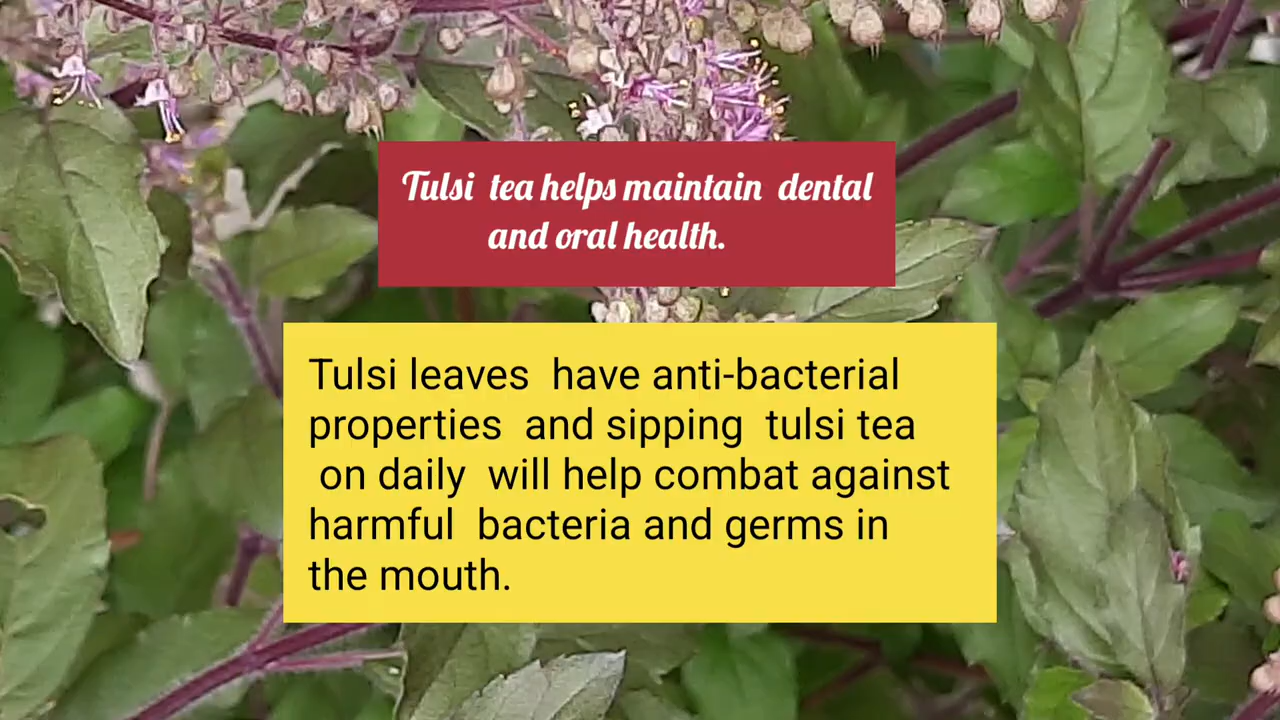 Tulsi tea helps maintain dental
and oral health.
Tulsi leaves have anti-bacterial
properties and sipping tulsi tea
on daily will help combat against
harmful bacteria and germs in
the mouth.